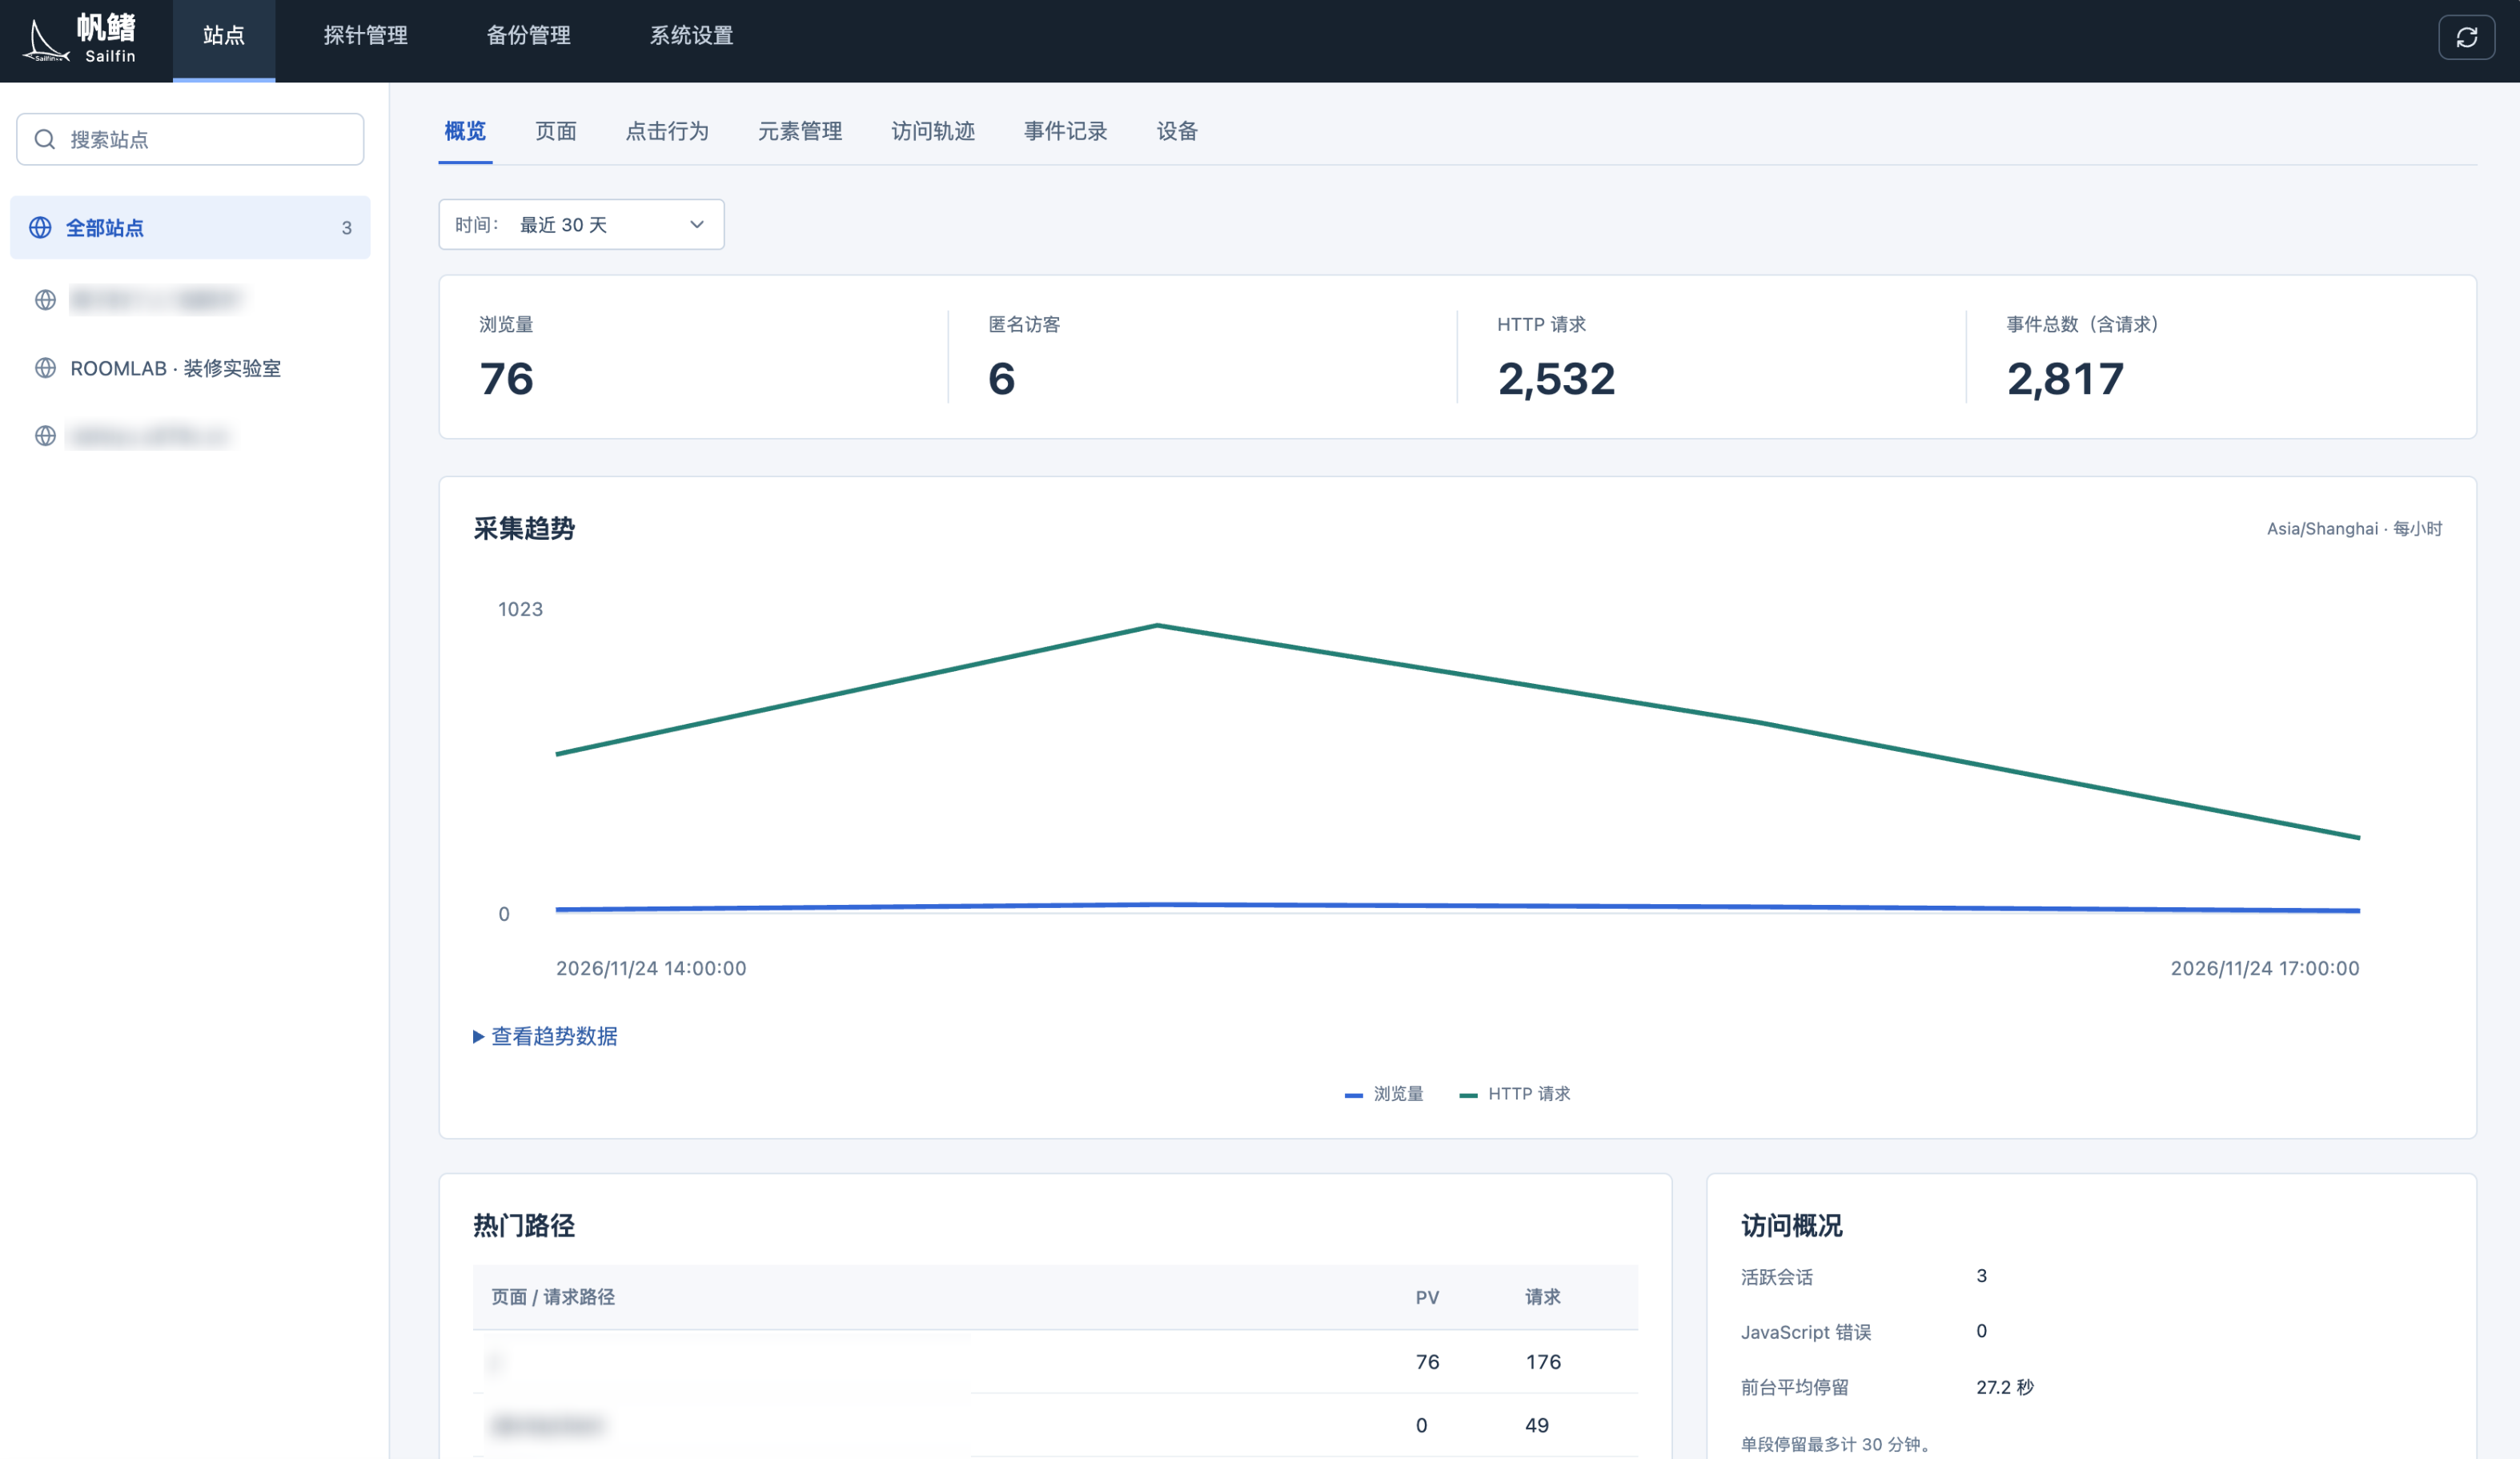 帆鳍
Sailfin
Sailfin
站点
探针管理
备份管理
系统设置
搜索站点
全部站点 3
ROOMLAB · 装修实验室
概览
页面
点击行为
元素管理
访问轨迹
事件记录
设备
时间： 最近 30 天
浏览量
76
匿名访客
6
HTTP 请求
2,532
事件总数（含请求）
2,817
采集趋势
Asia/Shanghai · 每小时
1023
0
2026/11/24 14:00:00
2026/11/24 17:00:00
查看趋势数据
浏览量
HTTP 请求
热门路径
页面 / 请求路径 PV 请求
76 176
0 49
访问概况
活跃会话 3
JavaScript 错误 0
前台平均停留 27.2 秒
单段停留最多计 30 分钟。